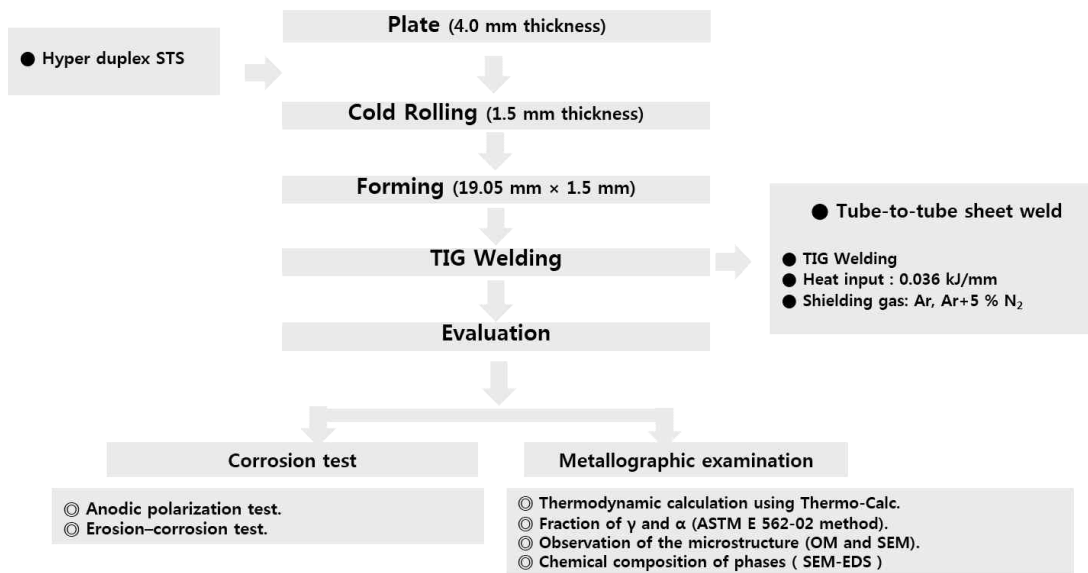 Plate (4.0 mm thickness)
● Hyper duplex STS
Cold Rolling (1.5 mm thickness)
Forming (19.05 mm × 1.5 mm)
TIG Welding
● Tube-to-tube sheet weld
● TIG Welding
● Heat input : 0.036 kJ/mm
● Shielding gas: Ar, Ar+5 % N₂
Evaluation
Corrosion test
◎ Anodic polarization test.
◎ Erosion–corrosion test.
Metallographic examination
◎ Thermodynamic calculation using Thermo-Calc.
◎ Fraction of γ and α (ASTM E 562-02 method).
◎ Observation of the microstructure (OM and SEM).
◎ Chemical composition of phases ( SEM-EDS )